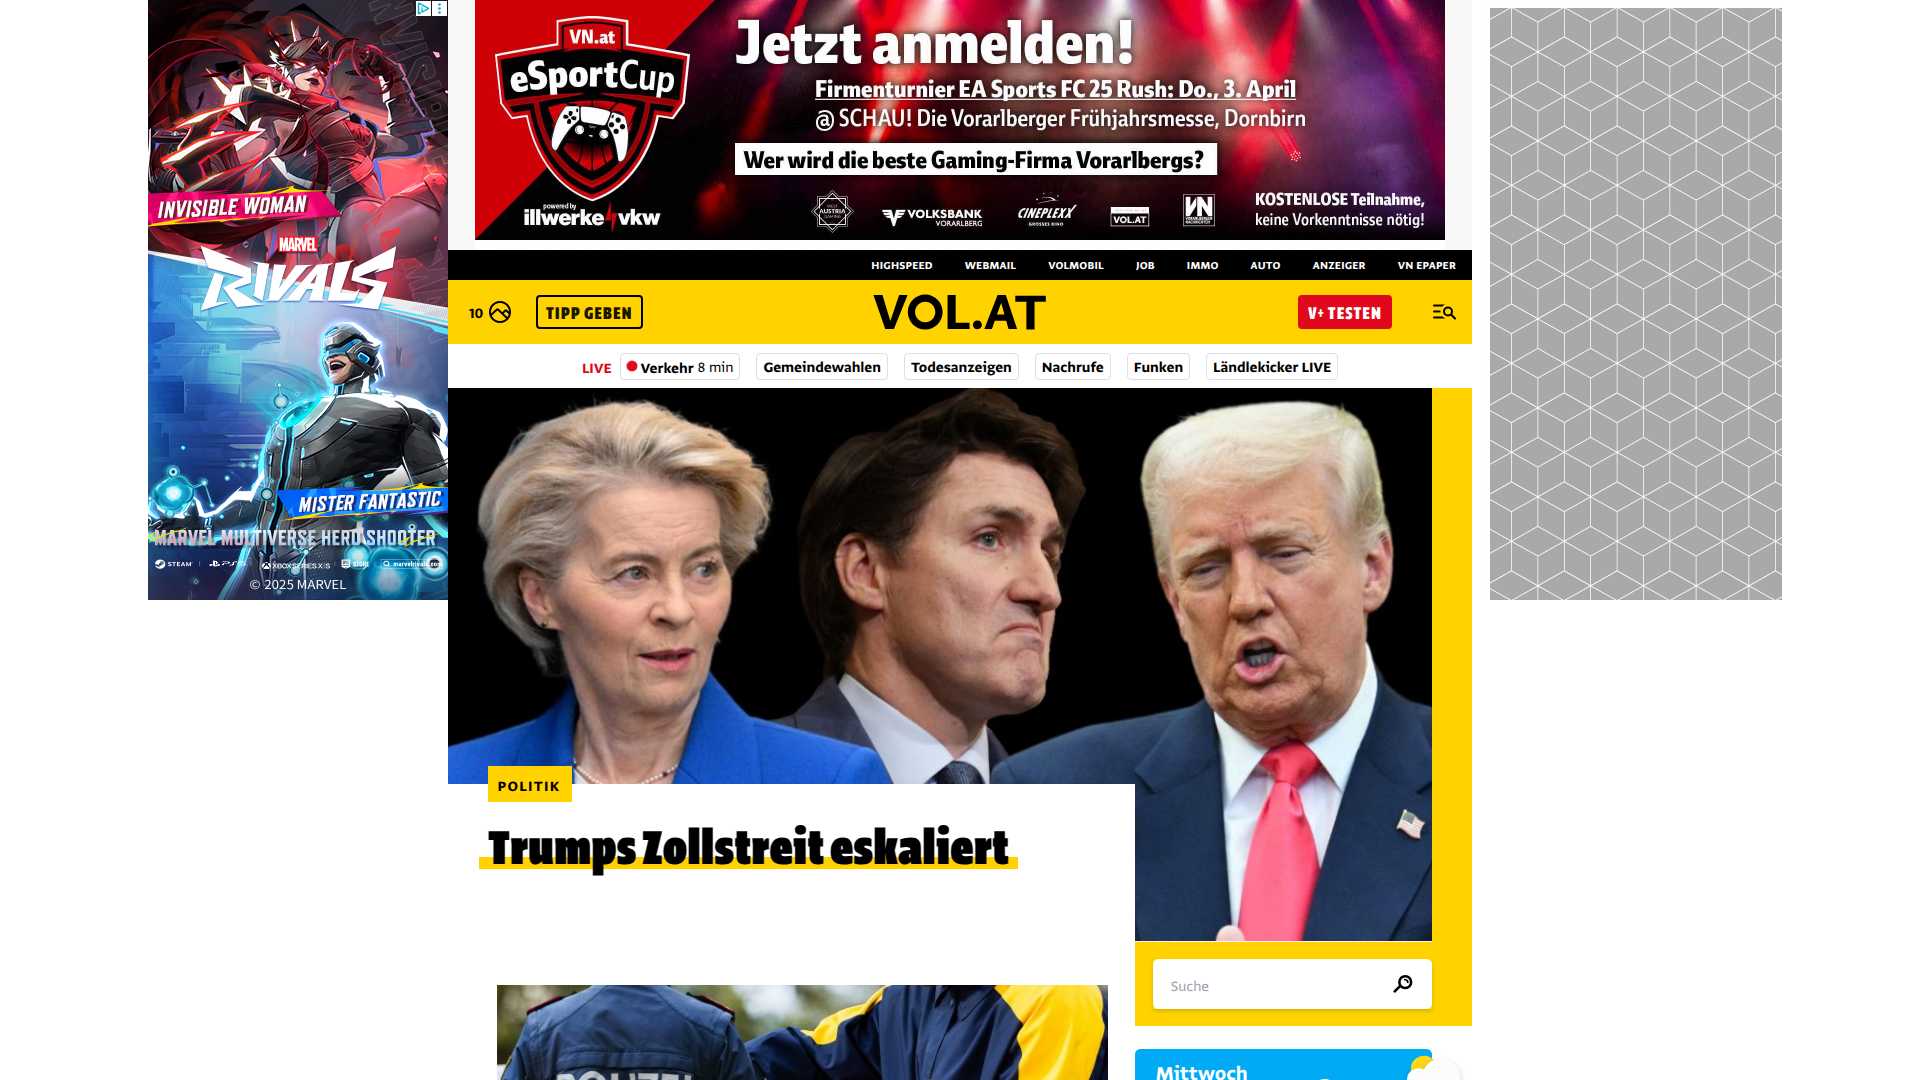 INVISIBLE WOMAN
MARVEL
RIVALS
MISTER FANTASTIC
MARVEL MULTIVERSE HERO SHOOTER
STEAM
XBOX SERIES X|S
marvelrivals.com
© 2025 MARVEL
VN.at
eSportCup
powered by
illwerke vkw
Jetzt anmelden!
Firmenturnier EA Sports FC 25 Rush: Do., 3. April
@ SCHAU! Die Vorarlberger Frühjahrsmesse, Dornbirn
Wer wird die beste Gaming-Firma Vorarlbergs?
AUSTRIA
VOLKSBANK
VORARLBERG
CINEPLEXX
VOL.AT
VN
KOSTENLOSE Teilnahme,
keine Vorkenntnisse nötig!
HIGHSPEED WEBMAIL VOLMOBIL JOB IMMO AUTO ANZEIGER VN EPAPER
10 TIPP GEBEN VOL.AT V+ TESTEN
LIVE Verkehr 8 min Gemeindewahlen Todesanzeigen Nachrufe Funken Ländlekicker LIVE
POLITIK
Trumps Zollstreit eskaliert
Suche
POLIZEI
Mittwoch